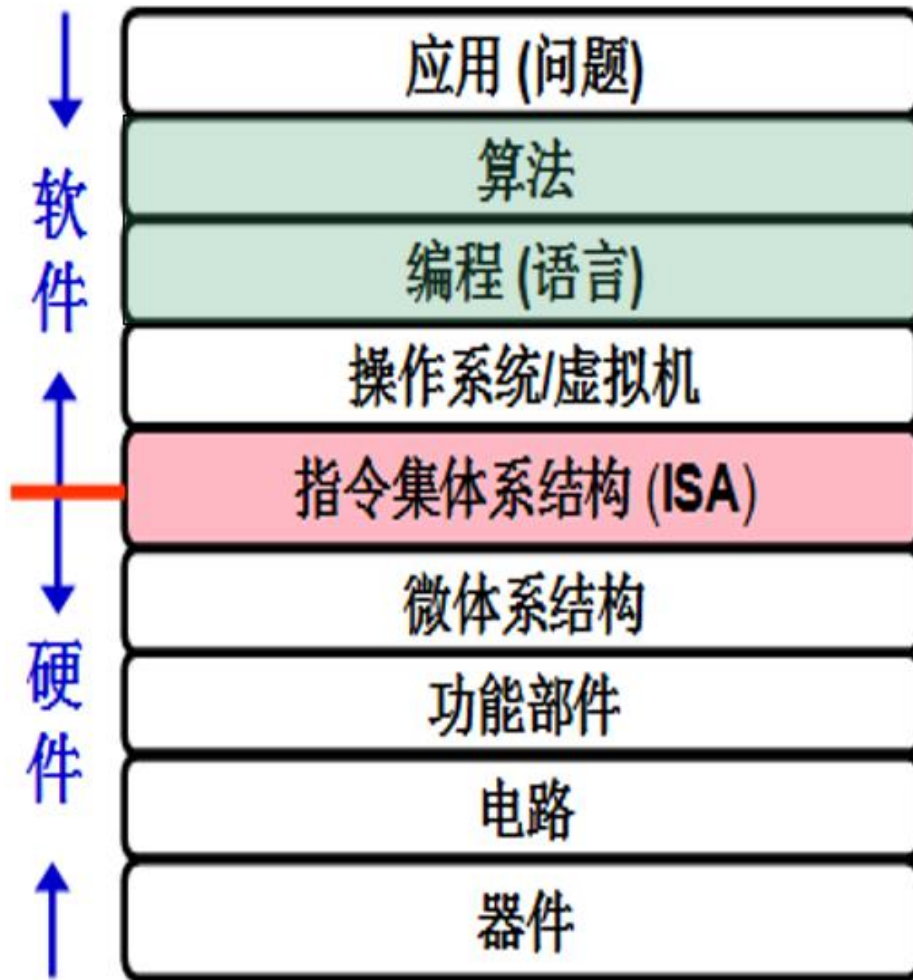 应用 (问题)
算法
编程 (语言)
操作系统/虚拟机
指令集体系结构 (ISA)
微体系结构
功能部件
电路
器件
软件
硬件